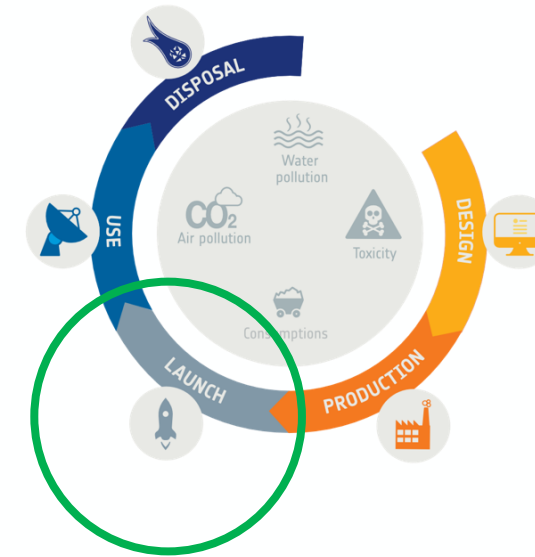 DISPOSAL
Water
pollution
CO2
Air pollution
Toxicity
USE
DESIGN
Consumptions
LAUNCH
PRODUCTION